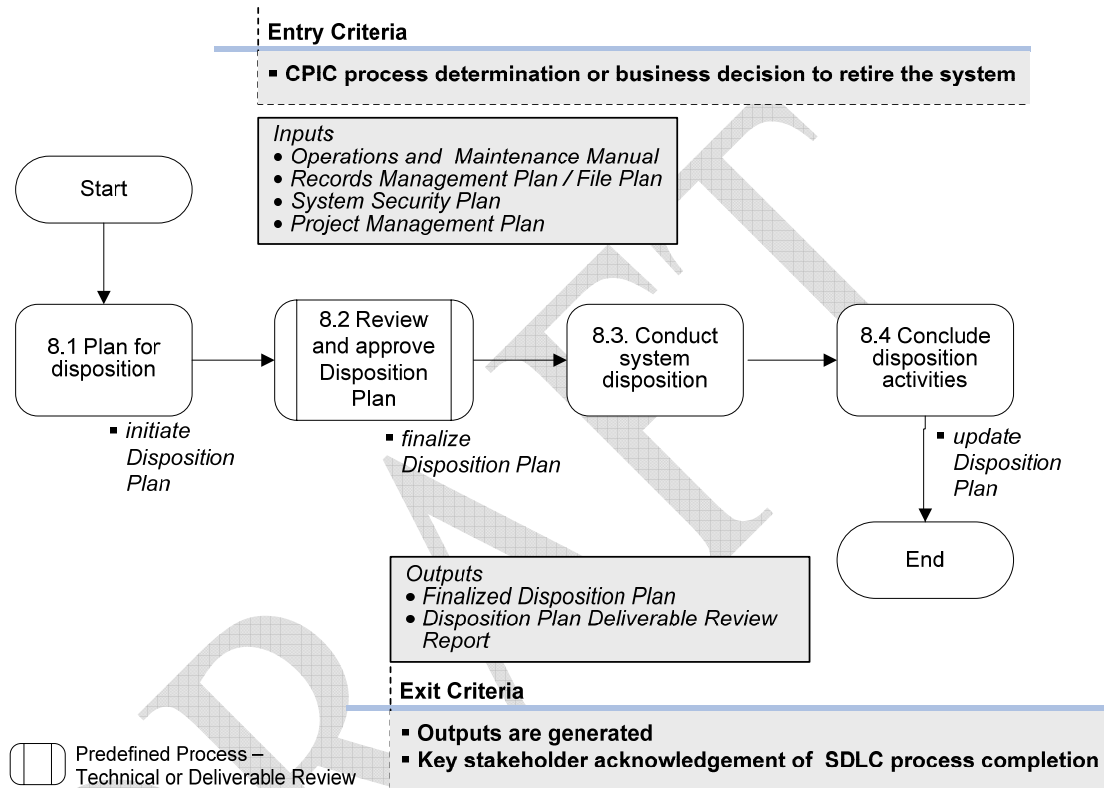 Entry Criteria
▪ CPIC process determination or business decision to retire the system
Inputs
• Operations and Maintenance Manual
• Records Management Plan / File Plan
• System Security Plan
• Project Management Plan
Start
8.1 Plan for
disposition
▪ initiate
Disposition
Plan
8.2 Review
and approve
Disposition
Plan
▪ finalize
Disposition Plan
8.3. Conduct
system
disposition
8.4 Conclude
disposition
activities
▪ update
Disposition
Plan
End
Outputs
• Finalized Disposition Plan
• Disposition Plan Deliverable Review
Report
Exit Criteria
▪ Outputs are generated
▪ Key stakeholder acknowledgement of SDLC process completion
Predefined Process –
Technical or Deliverable Review
DRAFT